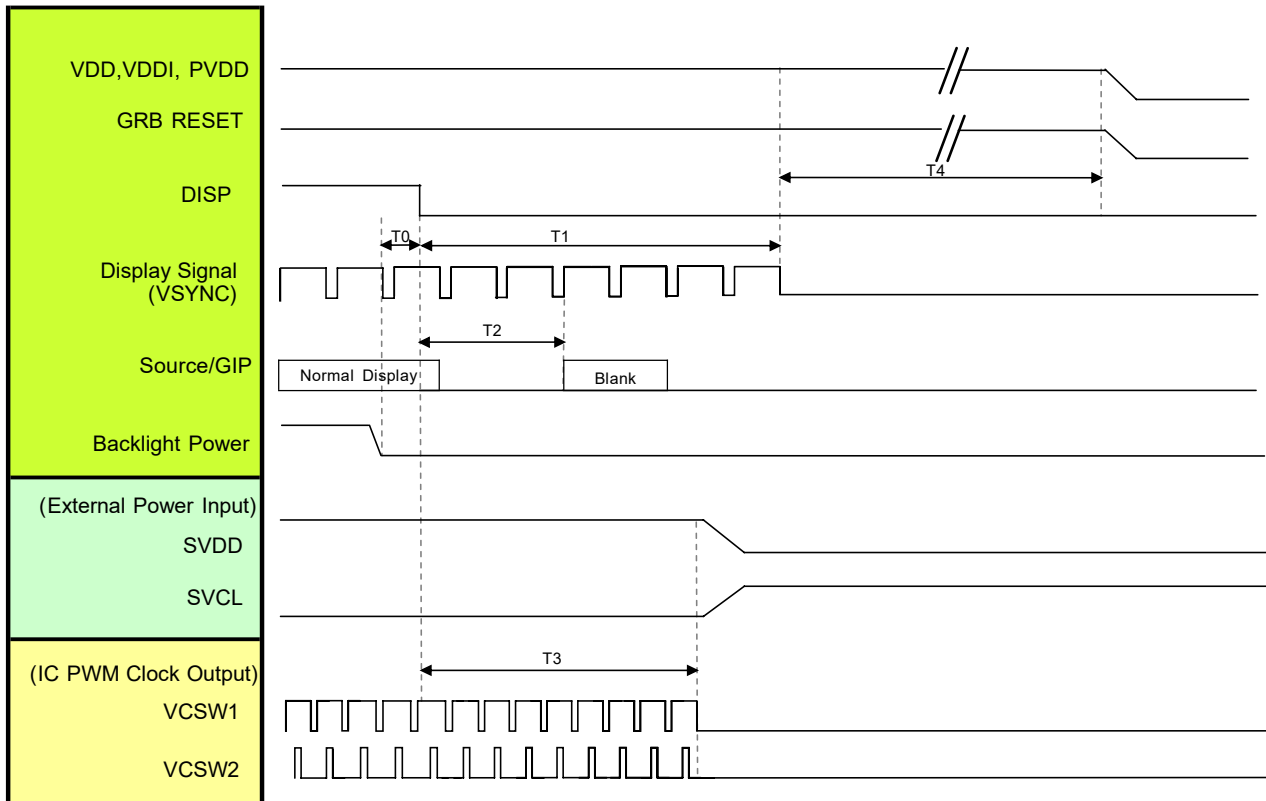 VDD,VDDI, PVDD
GRB RESET
T4
DISP
T0
T1
Display Signal
(VSYNC)
T2
Source/GIP
Normal Display
Blank
Backlight Power
(External Power Input)
SVDD
SVCL
T3
(IC PWM Clock Output)
VCSW1
VCSW2